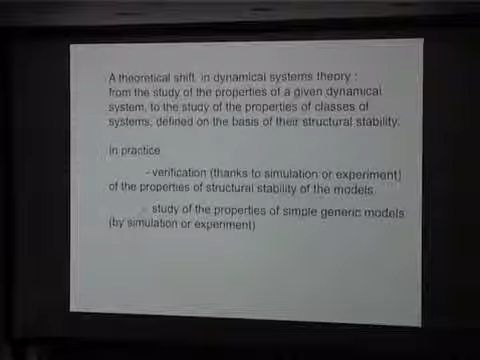 A theoretical shift, in dynamical systems theory :
from the study of the properties of a given dynamical
system, to the study of the properties of classes of
systems, defined on the basis of their structural stability.
In practice
- verification (thanks to simulation or experiment)
of the properties of structural stability of the models
- study of the properties of simple generic models
(by simulation or experiment)